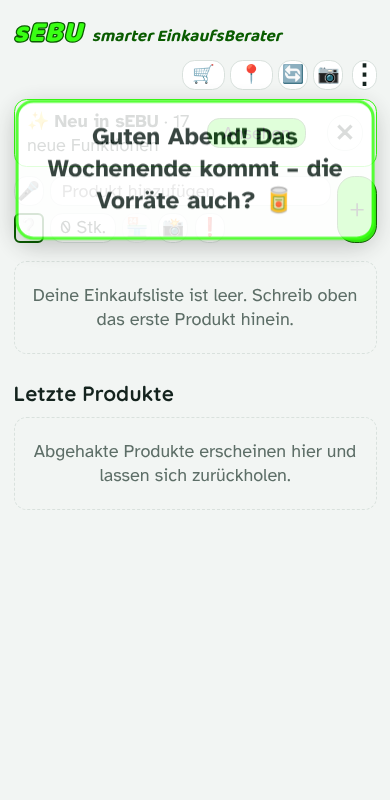 sEBU smarter EinkaufsBerater
✨ Neu in sEBU · 17
neue Funktionen
Guten Abend! Das
Wochenende kommt – die
Vorräte auch? 🥫
Produkt hinzufügen
0 Stk.
Deine Einkaufsliste ist leer. Schreib oben
das erste Produkt hinein.
Letzte Produkte
Abgehakte Produkte erscheinen hier und
lassen sich zurückholen.